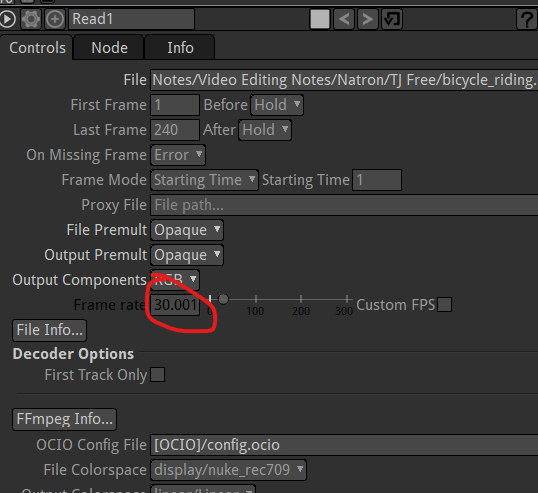 Read1
?
Controls Node Info
File Notes/Video Editing Notes/Natron/TJ Free/bicycle_riding.
First Frame 1 Before Hold
Last Frame 240 After Hold
On Missing Frame Error
Frame Mode Starting Time Starting Time 1
Proxy File File path...
File Premult Opaque
Output Premult Opaque
Output Components RGB
Frame rate 30.001 0 100 200 300 Custom FPS
File Info...
Decoder Options
First Track Only
FFmpeg Info...
OCIO Config File [OCIO]/config.ocio
File Colorspace display/nuke_rec709
Output Colorspace linear/Linear